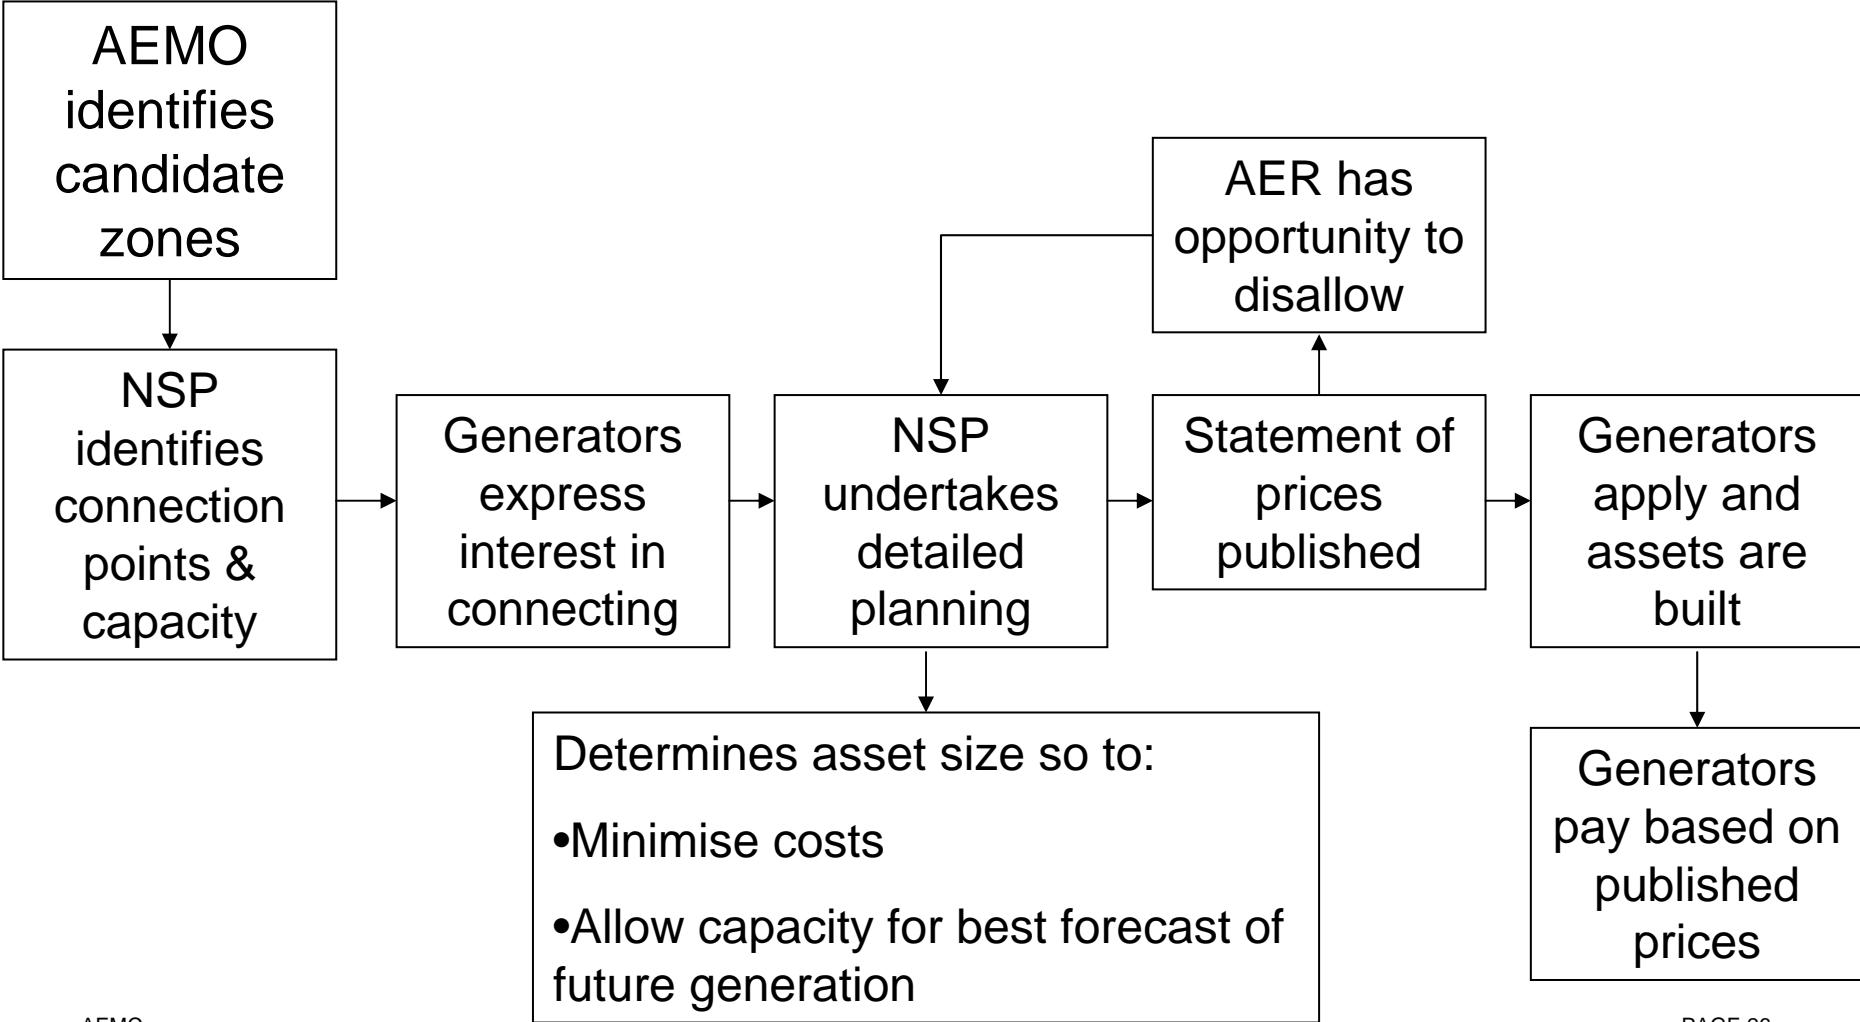 AEMO
identifies
candidate
zones
NSP
identifies
connection
points &
capacity
Generators
express
interest in
connecting
NSP
undertakes
detailed
planning
AER has
opportunity to
disallow
Statement of
prices
published
Generators
apply and
assets are
built
Determines asset size so to:
•Minimise costs
•Allow capacity for best forecast of
future generation
Generators
pay based on
published
prices
AEMO
PAGE